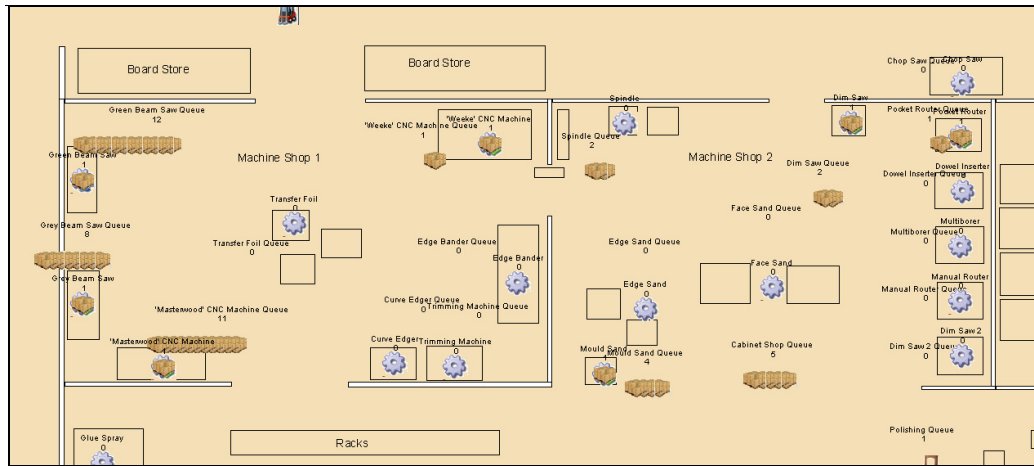 Board Store
Board Store
Chop Saw Queue
0
Chop Saw
0
Green Beam Saw Queue
12
Spindle
0
Dim Saw
1
Pocket Router Queue
1
Pocket Router
1
'Weeke' CNC Machine Queue
1
'Weeke' CNC Machine
1
Spindle Queue
2
Green Beam Saw
1
Machine Shop 1
Machine Shop 2
Dim Saw Queue
2
Dowel Inserter
Dowel Inserter Queue
0
Transfer Foil
0
Face Sand Queue
0
Grey Beam Saw Queue
8
Transfer Foil Queue
0
Edge Bander Queue
0
Edge Sand Queue
0
Multiborer
0
Multiborer Queue
0
Edge Bander
0
Face Sand
0
Grey Beam Saw
1
Edge Sand
0
Manual Router
0
Manual Router Queue
0
Curve Edger Queue
0
Trimming Machine Queue
0
'Masterwood' CNC Machine Queue
11
'Masterwood' CNC Machine
1
Curve Edger
0
Trimming Machine
0
Mould Sand
1
Mould Sand Queue
4
Cabinet Shop Queue
5
Dim Saw 2
0
Dim Saw 2 Queue
0
Glue Spray
0
Racks
Polishing Queue
1